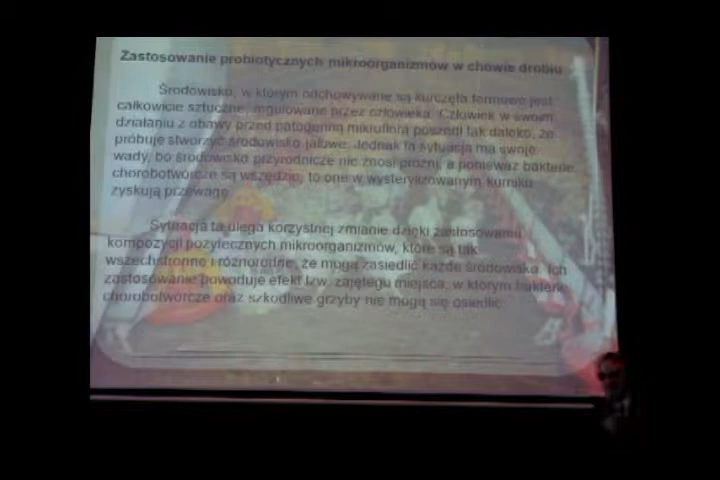 Zastosowanie probiotycznych mikroorganizmów w chowie drobiu
Środowisko, w którym odchowywane są kurczęta fermowe jest
całkowicie sztuczne, regulowane przez człowieka. Człowiek w swoim
działaniu z obawy przed patogenną mikroflorą poszedł tak daleko, że
próbuje stworzyć środowisko jałowe. Jednak ta sytuacja ma swoje
wady, bo środowisko przyrodnicze nie znosi próżni, a ponieważ bakterie
chorobotwórcze są wszędzie, to one w wysterylizowanym kurniku
zyskują przewagę.
Sytuacja ta ulega korzystnej zmianie dzięki zastosowaniu
kompozycji pożytecznych mikroorganizmów, które są tak
wszechstronne i różnorodne, że mogą zasiedlić każde środowisko. Ich
zastosowanie powoduje efekt tzw. zajętego miejsca, w którym bakterie
chorobotwórcze oraz szkodliwe grzyby nie mogą się osiedlić.